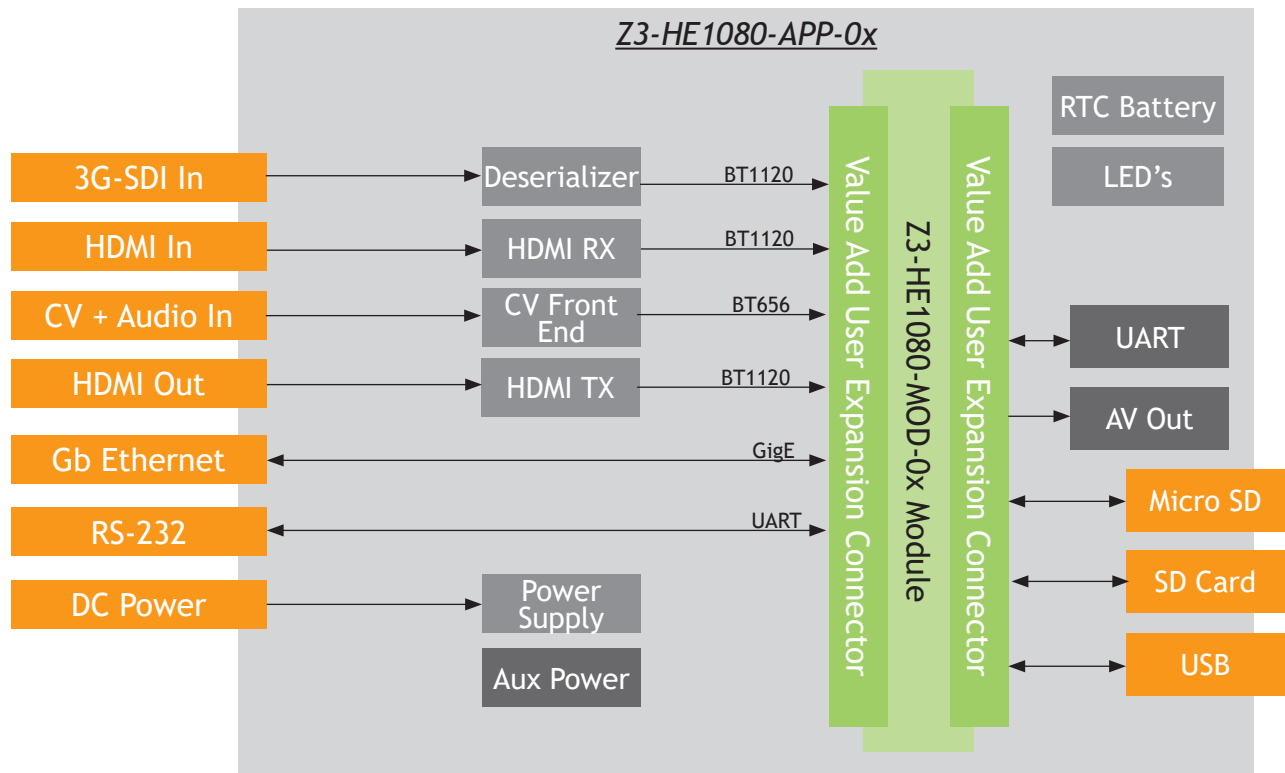 Z3-HE1080-APP-0x
3G-SDI In
Deserializer
BT1120
HDMI In
HDMI RX
BT1120
CV + Audio In
CV Front
End
BT656
HDMI Out
HDMI TX
BT1120
Gb Ethernet
GigE
RS-232
UART
DC Power
Power
Supply
Aux Power
Value Add User Expansion Connector
Z3-HE1080-MOD-0x Module
Value Add User Expansion Connector
RTC Battery
LED’s
UART
AV Out
Micro SD
SD Card
USB